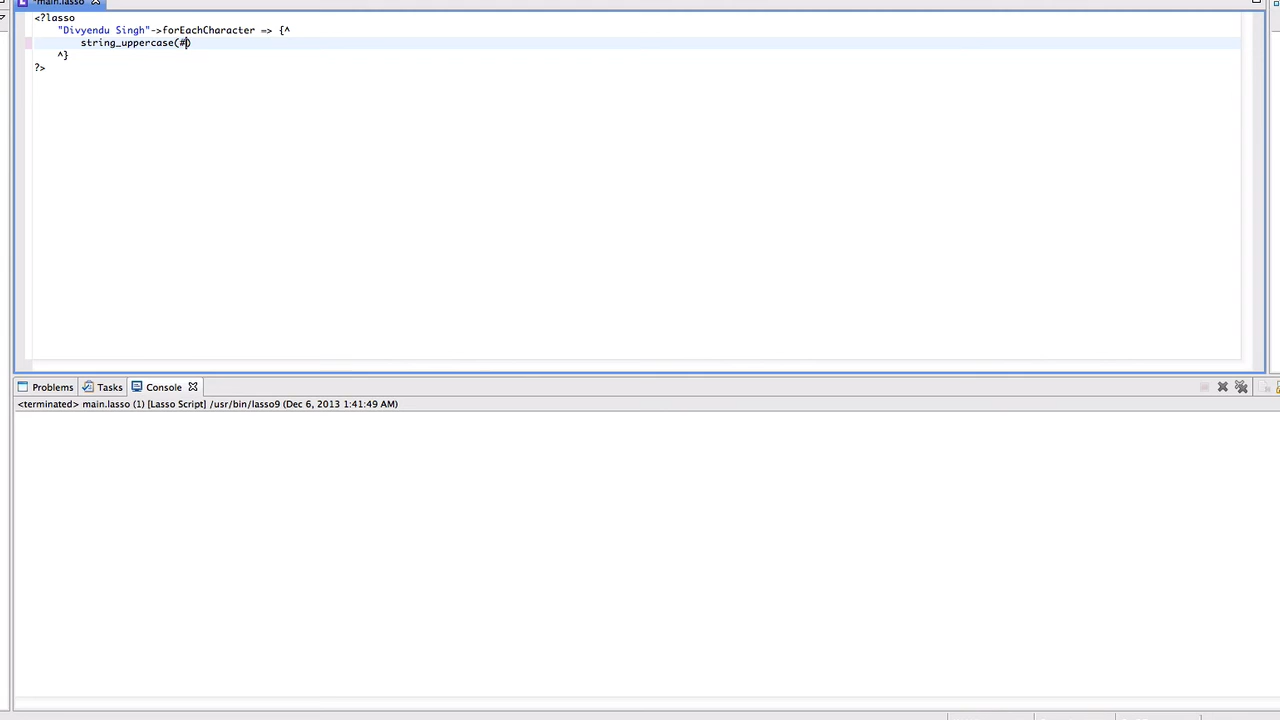 *main.lasso
<?lasso
"Divyendu Singh"->forEachCharacter => {^
string_uppercase(#)
^}
?>
Problems Tasks Console
<terminated> main.lasso (1) [Lasso Script] /usr/bin/lasso9 (Dec 6, 2013 1:41:49 AM)